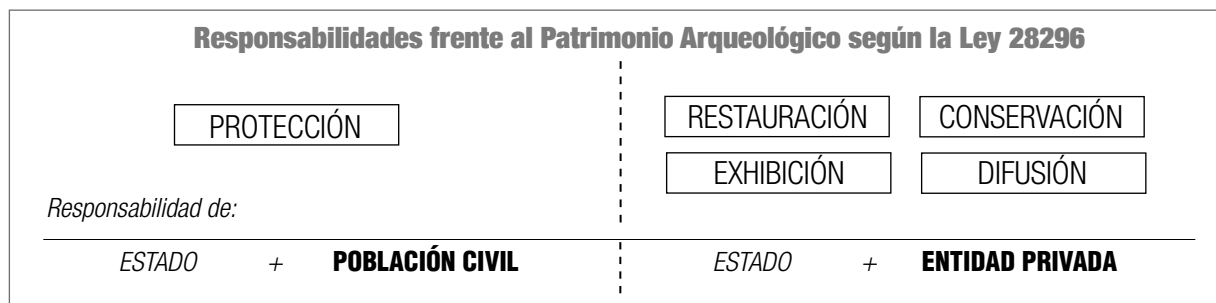 Responsabilidades frente al Patrimonio Arqueológico según la Ley 28296
PROTECCIÓN
RESTAURACIÓN CONSERVACIÓN
EXHIBICIÓN DIFUSIÓN
Responsabilidad de:
ESTADO + POBLACIÓN CIVIL ESTADO + ENTIDAD PRIVADA